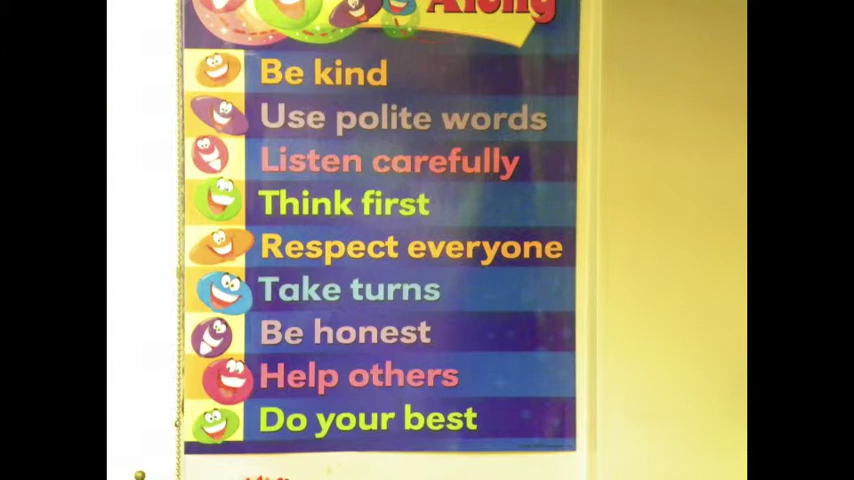 Along
Be kind
Use polite words
Listen carefully
Think first
Respect everyone
Take turns
Be honest
Help others
Do your best